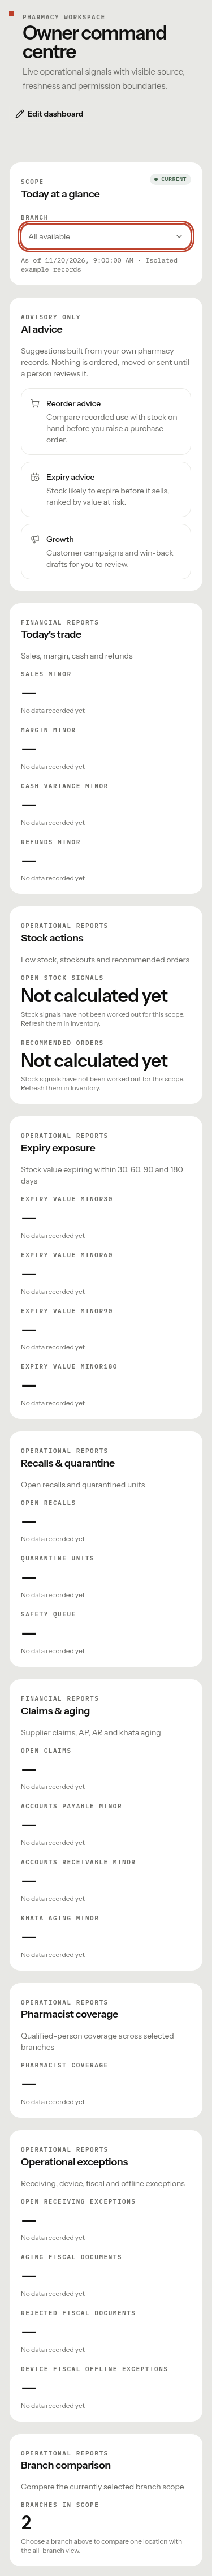 PHARMACY WORKSPACE
Owner command
centre
Live operational signals with visible source,
freshness and permission boundaries.
Edit dashboard
SCOPE
CURRENT
Today at a glance
BRANCH
All available
As of 11/20/2026, 9:00:00 AM · Isolated
example records
ADVISORY ONLY
AI advice
Suggestions built from your own pharmacy
records. Nothing is ordered, moved or sent until
a person reviews it.
Reorder advice
Compare recorded use with stock on
hand before you raise a purchase
order.
Expiry advice
Stock likely to expire before it sells,
ranked by value at risk.
Growth
Customer campaigns and win-back
drafts for you to review.
FINANCIAL REPORTS
Today's trade
Sales, margin, cash and refunds
SALES MINOR
—
No data recorded yet
MARGIN MINOR
—
No data recorded yet
CASH VARIANCE MINOR
—
No data recorded yet
REFUNDS MINOR
—
No data recorded yet
OPERATIONAL REPORTS
Stock actions
Low stock, stockouts and recommended orders
OPEN STOCK SIGNALS
Not calculated yet
Stock signals have not been worked out for this scope.
Refresh them in Inventory.
RECOMMENDED ORDERS
Not calculated yet
Stock signals have not been worked out for this scope.
Refresh them in Inventory.
OPERATIONAL REPORTS
Expiry exposure
Stock value expiring within 30, 60, 90 and 180
days
EXPIRY VALUE MINOR30
—
No data recorded yet
EXPIRY VALUE MINOR60
—
No data recorded yet
EXPIRY VALUE MINOR90
—
No data recorded yet
EXPIRY VALUE MINOR180
—
No data recorded yet
OPERATIONAL REPORTS
Recalls & quarantine
Open recalls and quarantined units
OPEN RECALLS
—
No data recorded yet
QUARANTINE UNITS
—
No data recorded yet
SAFETY QUEUE
—
No data recorded yet
FINANCIAL REPORTS
Claims & aging
Supplier claims, AP, AR and khata aging
OPEN CLAIMS
—
No data recorded yet
ACCOUNTS PAYABLE MINOR
—
No data recorded yet
ACCOUNTS RECEIVABLE MINOR
—
No data recorded yet
KHATA AGING MINOR
—
No data recorded yet
OPERATIONAL REPORTS
Pharmacist coverage
Qualified-person coverage across selected
branches
PHARMACIST COVERAGE
—
No data recorded yet
OPERATIONAL REPORTS
Operational exceptions
Receiving, device, fiscal and offline exceptions
OPEN RECEIVING EXCEPTIONS
—
No data recorded yet
AGING FISCAL DOCUMENTS
—
No data recorded yet
REJECTED FISCAL DOCUMENTS
—
No data recorded yet
DEVICE FISCAL OFFLINE EXCEPTIONS
—
No data recorded yet
OPERATIONAL REPORTS
Branch comparison
Compare the currently selected branch scope
BRANCHES IN SCOPE
2
Choose a branch above to compare one location with
the all-branch view.